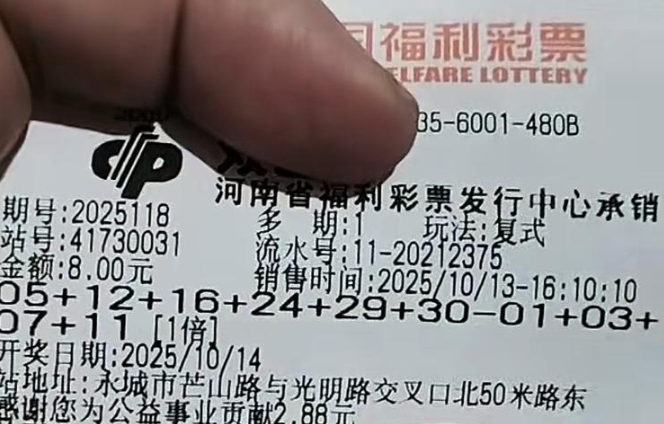 国福利彩票
ELFARE LOTTERY
35-6001-480B
河南省福利彩票发行中心承销
期号:2025118 多 期:1 玩法:复式
站号:41730031 流水号:11-20212375
金额:8.00元 销售时间:2025/10/13-16:10:10
05+12+16+24+29+30-01+03+
07+11 [1倍]
开奖日期:2025/10/14
站地址:永城市芒山路与光明路交叉口北50米路东
感谢您为公益事业贡献2.88元